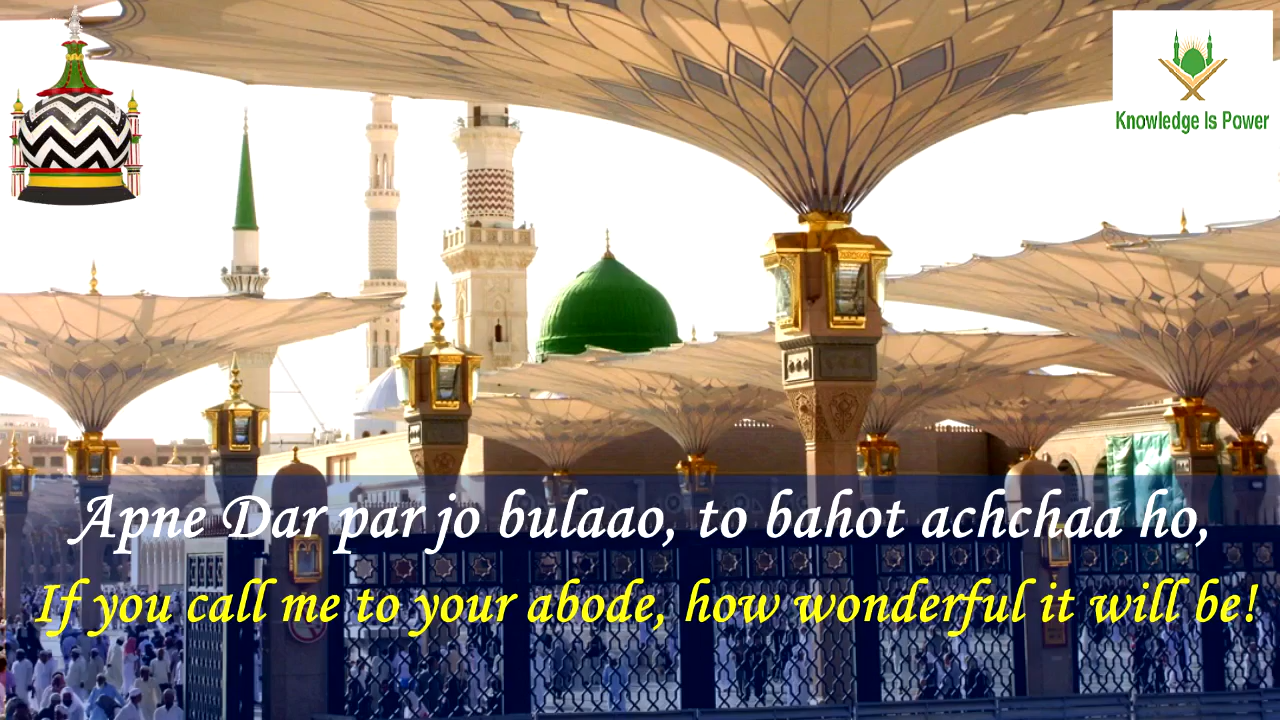 Knowledge Is Power
Apne Dar par jo bulaao, to bahot achchaa ho,
If you call me to your abode, how wonderful it will be!